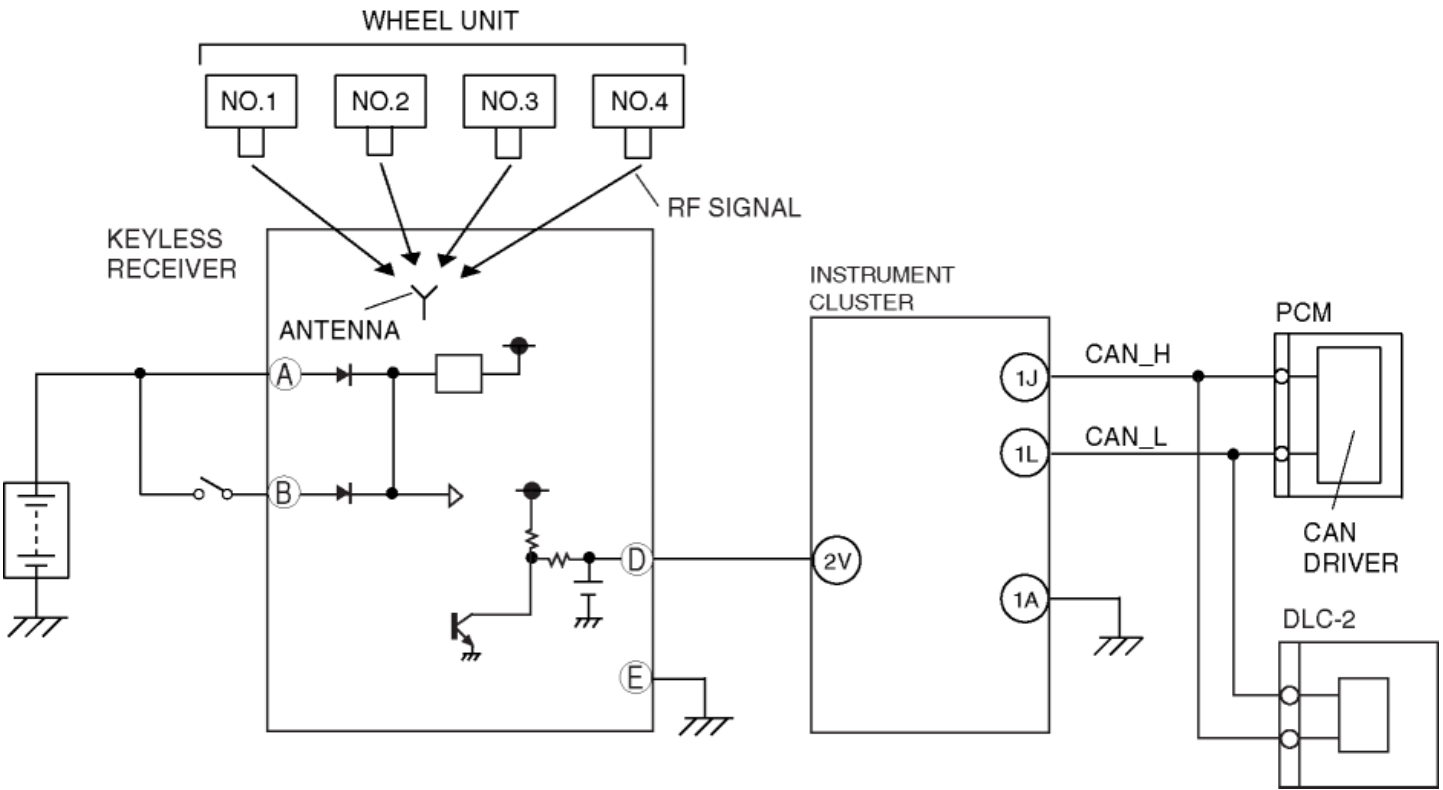 WHEEL UNIT
NO.1
NO.2
NO.3
NO.4
RF SIGNAL
KEYLESS
RECEIVER
ANTENNA
INSTRUMENT
CLUSTER
PCM
A
1J
CAN_H
1L
CAN_L
B
CAN
DRIVER
D
2V
1A
DLC-2
E